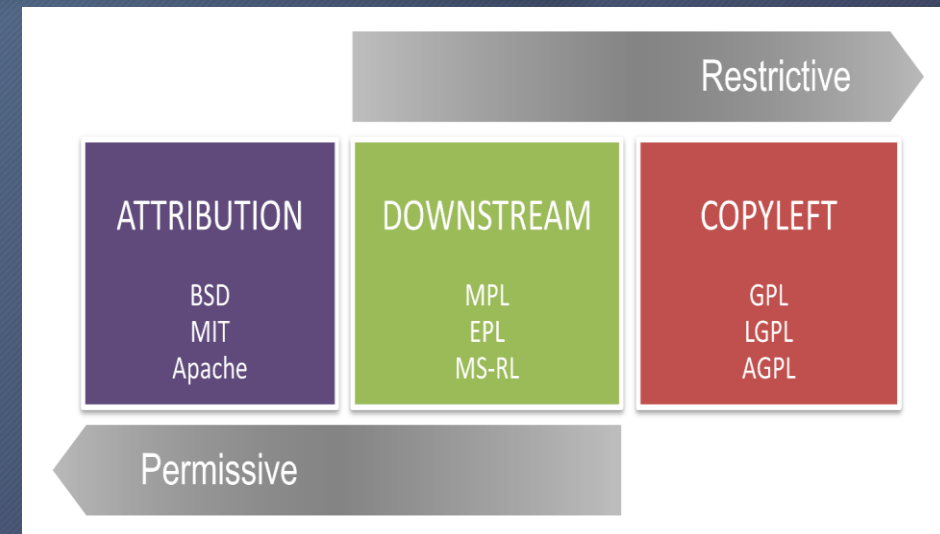 Restrictive
ATTRIBUTION
BSD
MIT
Apache
DOWNSTREAM
MPL
EPL
MS-RL
COPYLEFT
GPL
LGPL
AGPL
Permissive